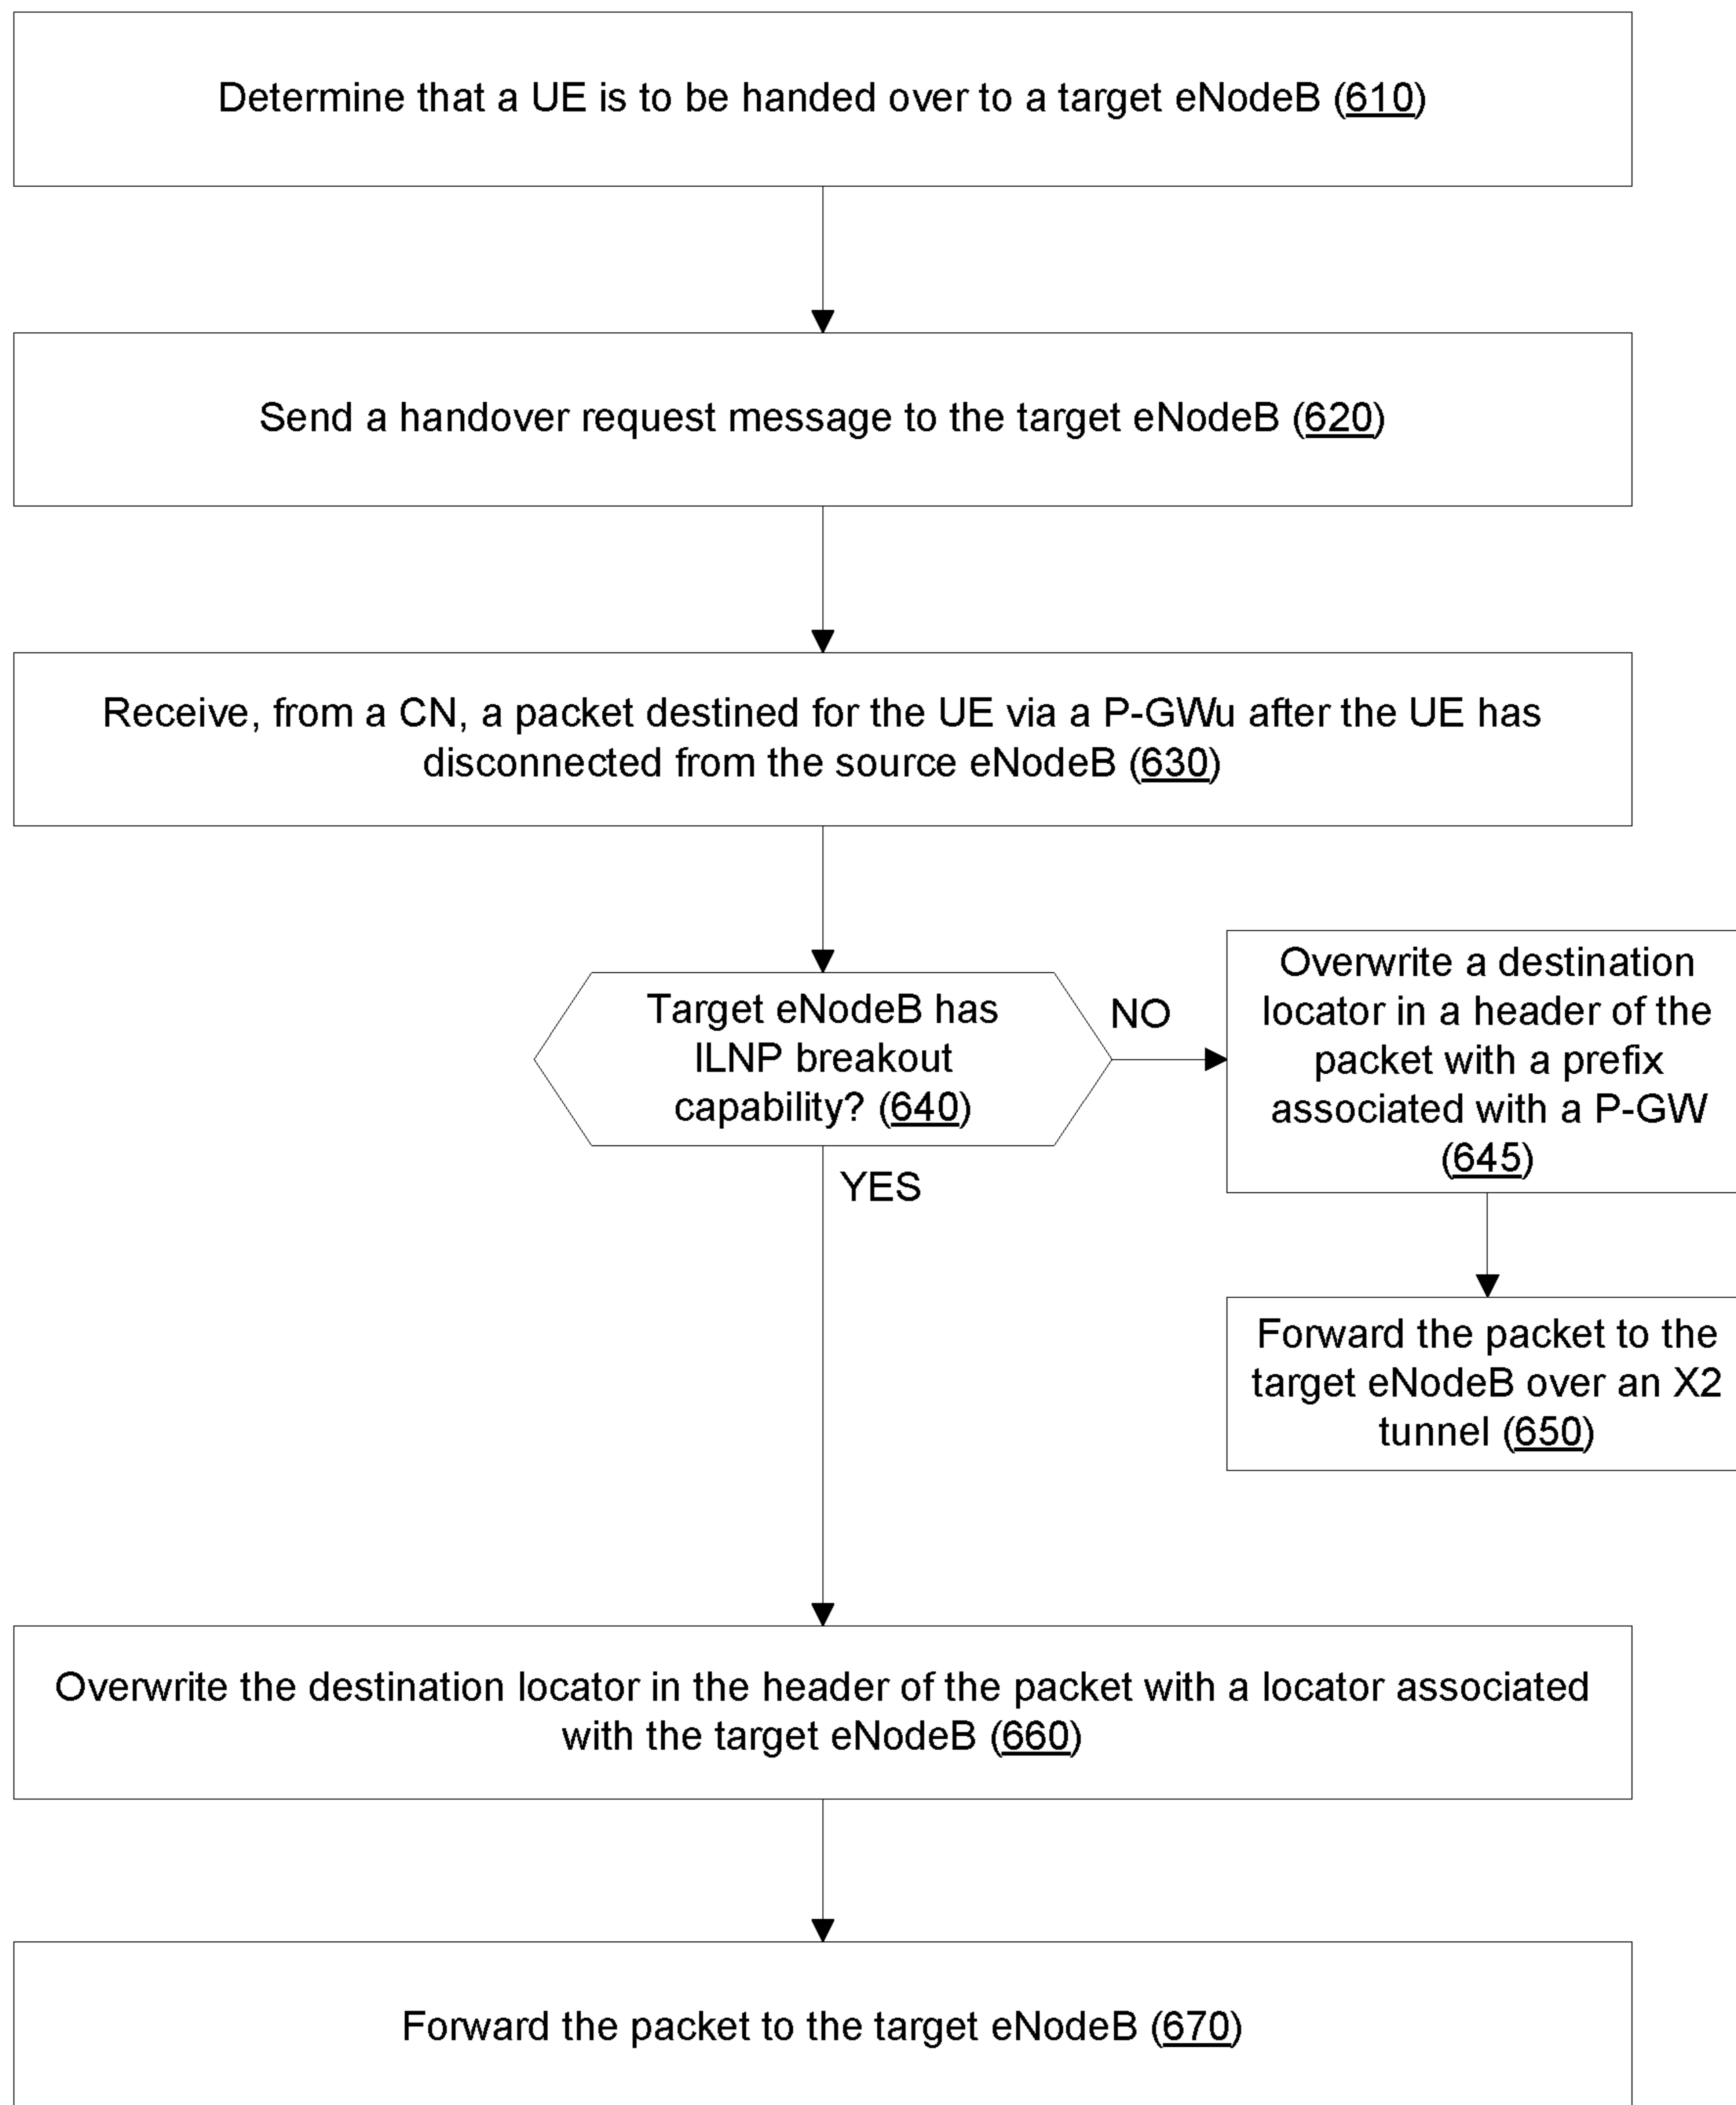 Determine that a UE is to be handed over to a target eNodeB (610)
Send a handover request message to the target eNodeB (620)
Receive, from a CN, a packet destined for the UE via a P-GWu after the UE has
disconnected from the source eNodeB (630)
Target eNodeB has
ILNP breakout
capability? (640)
NO
Overwrite a destination
locator in a header of the
packet with a prefix
associated with a P-GW
(645)
YES
Forward the packet to the
target eNodeB over an X2
tunnel (650)
Overwrite the destination locator in the header of the packet with a locator associated
with the target eNodeB (660)
Forward the packet to the target eNodeB (670)